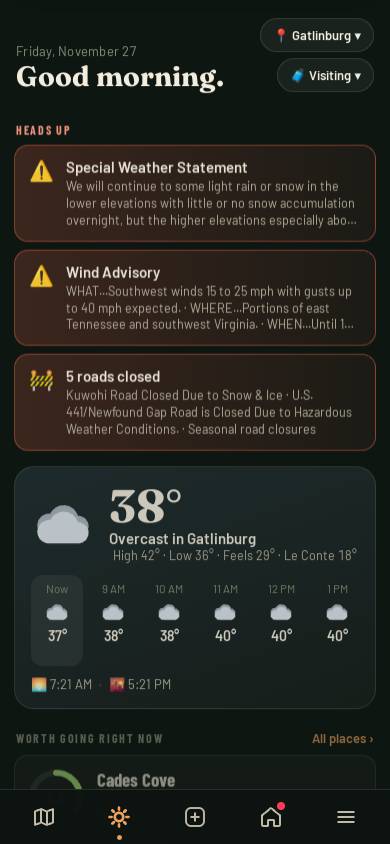 Friday, November 27
Good morning.
Gatlinburg ▾
Visiting ▾
HEADS UP
Special Weather Statement
We will continue to some light rain or snow in the
lower elevations with little or no snow accumulation
overnight, but the higher elevations especially abo...
Wind Advisory
WHAT...Southwest winds 15 to 25 mph with gusts up
to 40 mph expected. · WHERE...Portions of east
Tennessee and southwest Virginia. · WHEN...Until 1...
5 roads closed
Kuwohi Road Closed Due to Snow & Ice · U.S.
441/Newfound Gap Road is Closed Due to Hazardous
Weather Conditions. · Seasonal road closures
38°
Overcast in Gatlinburg
High 42° · Low 36° · Feels 29° · Le Conte 18°
Now 9 AM 10 AM 11 AM 12 PM 1 PM
37° 38° 38° 40° 40° 40°
7:21 AM · 5:21 PM
WORTH GOING RIGHT NOW
All places ›
Cades Cove